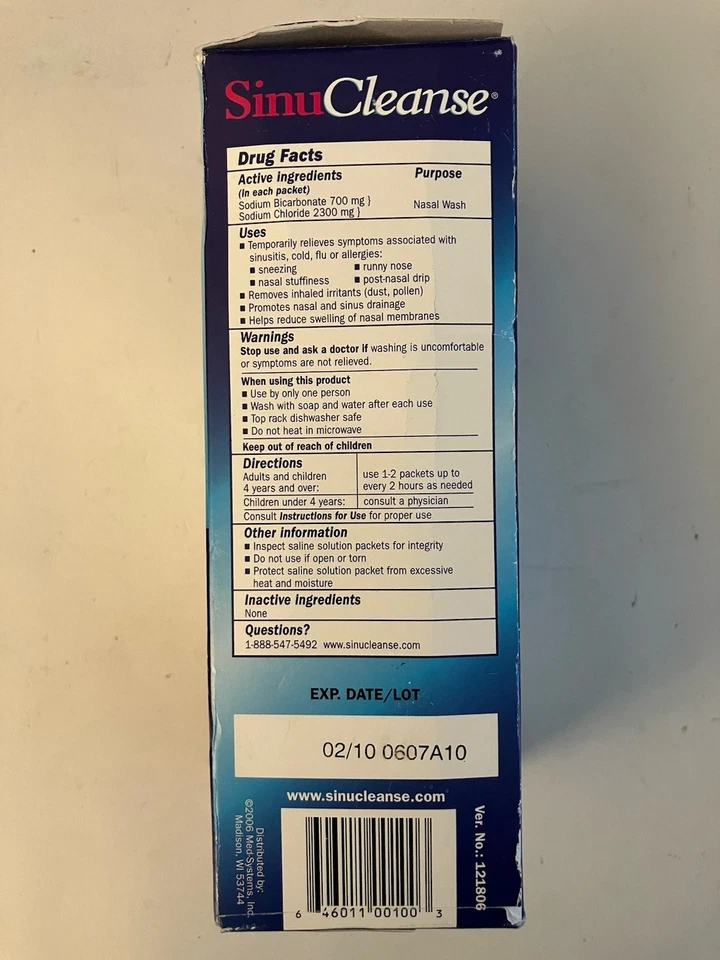 SinuCleanse®
Drug Facts
Active ingredients Purpose
(in each packet)
Sodium Bicarbonate 700 mg }
Sodium Chloride 2300 mg } Nasal Wash
Uses
■ Temporarily relieves symptoms associated with
sinusitis, cold, flu or allergies:
■ sneezing ■ runny nose
■ nasal stuffiness ■ post-nasal drip
■ Removes inhaled irritants (dust, pollen)
■ Promotes nasal and sinus drainage
■ Helps reduce swelling of nasal membranes
Warnings
Stop use and ask a doctor if washing is uncomfortable
or symptoms are not relieved.
When using this product
■ Use by only one person
■ Wash with soap and water after each use
■ Top rack dishwasher safe
■ Do not heat in microwave
Keep out of reach of children
Directions
Adults and children use 1-2 packets up to
4 years and over: every 2 hours as needed
Children under 4 years: consult a physician
Consult Instructions for Use for proper use
Other information
■ Inspect saline solution packets for integrity
■ Do not use if open or torn
■ Protect saline solution packet from excessive
heat and moisture
Inactive ingredients
None
Questions?
1-888-547-5492 www.sinucleanse.com
EXP. DATE/LOT
02/10 0607A10
www.sinucleanse.com
Distributed by:
©2006 Med-Systems, Inc.
Madison, WI 53744
6 46011 00100 3
Ver. No.: 121806